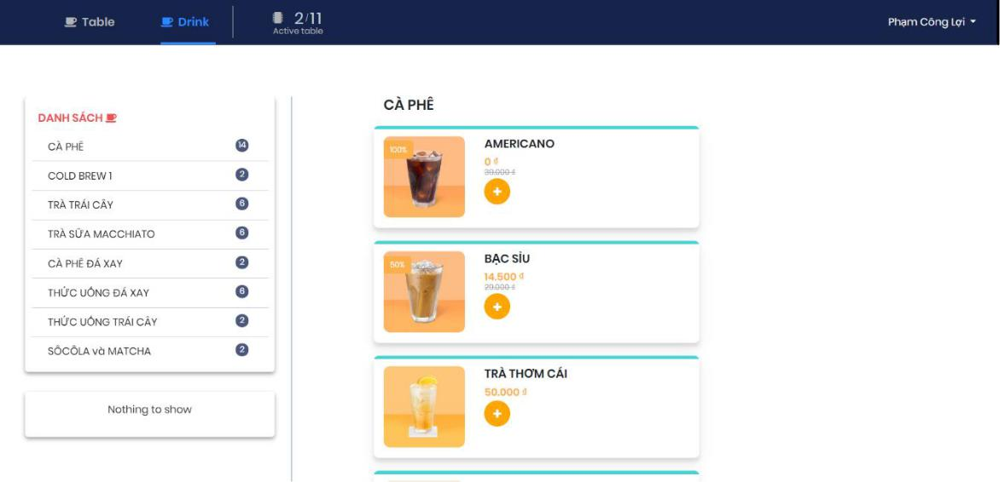 Table
Drink
2/11
Active table
Phạm Công Lợi
DANH SÁCH
CÀ PHÊ 14
COLD BREW 1 2
TRÀ TRÁI CÂY 6
TRÀ SỮA MACCHIATO 6
CÀ PHÊ ĐÁ XAY 2
THỨC UỐNG ĐÁ XAY 6
THỨC UỐNG TRÁI CÂY 2
SÔCÔLA và MATCHA 2
Nothing to show
CÀ PHÊ
100%
AMERICANO
0 ₫
39.000 ₫
50%
BẠC SỈU
14.500 ₫
29.000 ₫
TRÀ THƠM CÁI
50.000 ₫